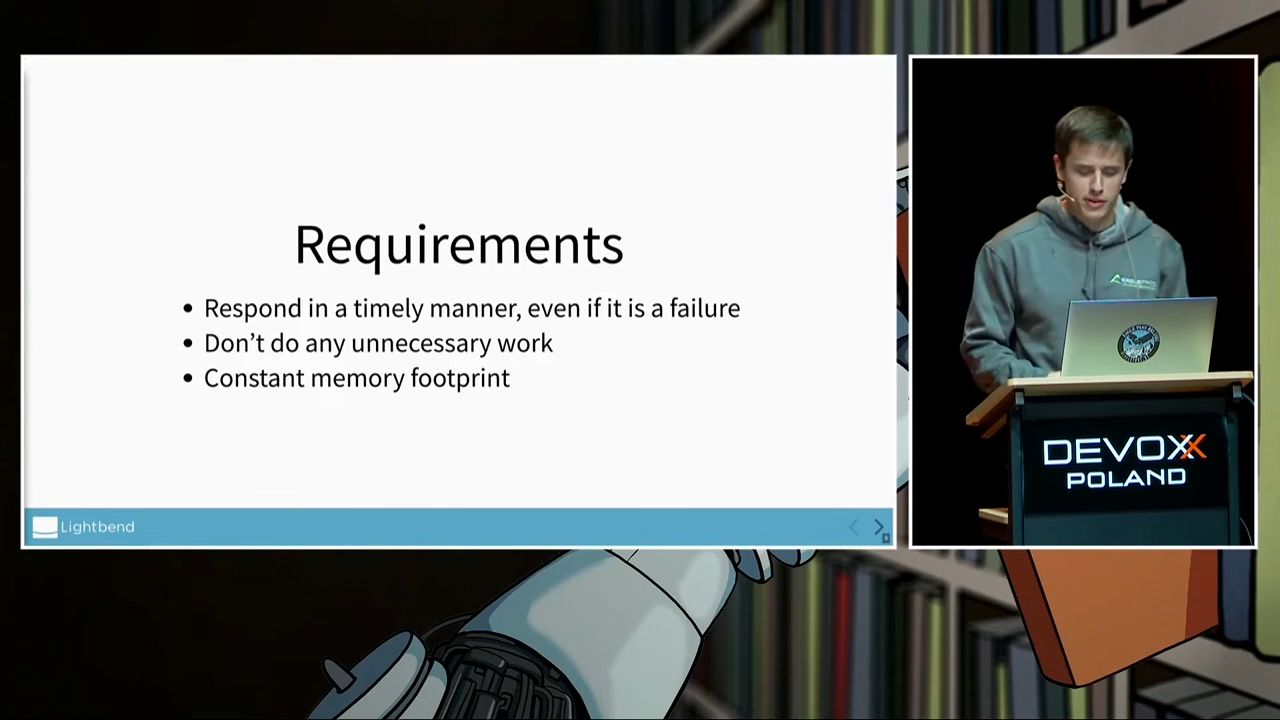 Requirements
• Respond in a timely manner, even if it is a failure
• Don’t do any unnecessary work
• Constant memory footprint
Lightbend
DEVOXX
POLAND